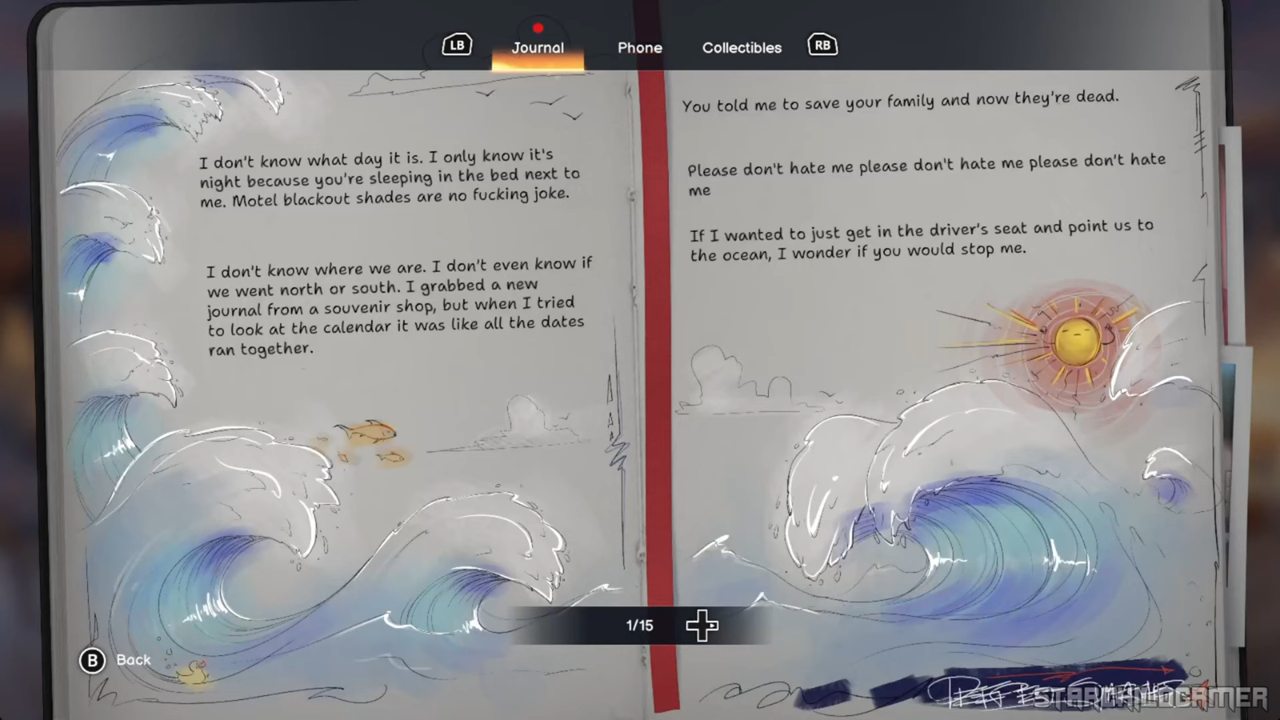 LB Journal Phone Collectibles RB
I don't know what day it is. I only know it's
night because you're sleeping in the bed next to
me. Motel blackout shades are no fucking joke.
I don't know where we are. I don't even know if
we went north or south. I grabbed a new
journal from a souvenir shop, but when I tried
to look at the calendar it was like all the dates
ran together.
You told me to save your family and now they're dead.
Please don't hate me please don't hate me please don't hate
me
If I wanted to just get in the driver's seat and point us to
the ocean, I wonder if you would stop me.
1/15
B Back
STARMANDGAMER